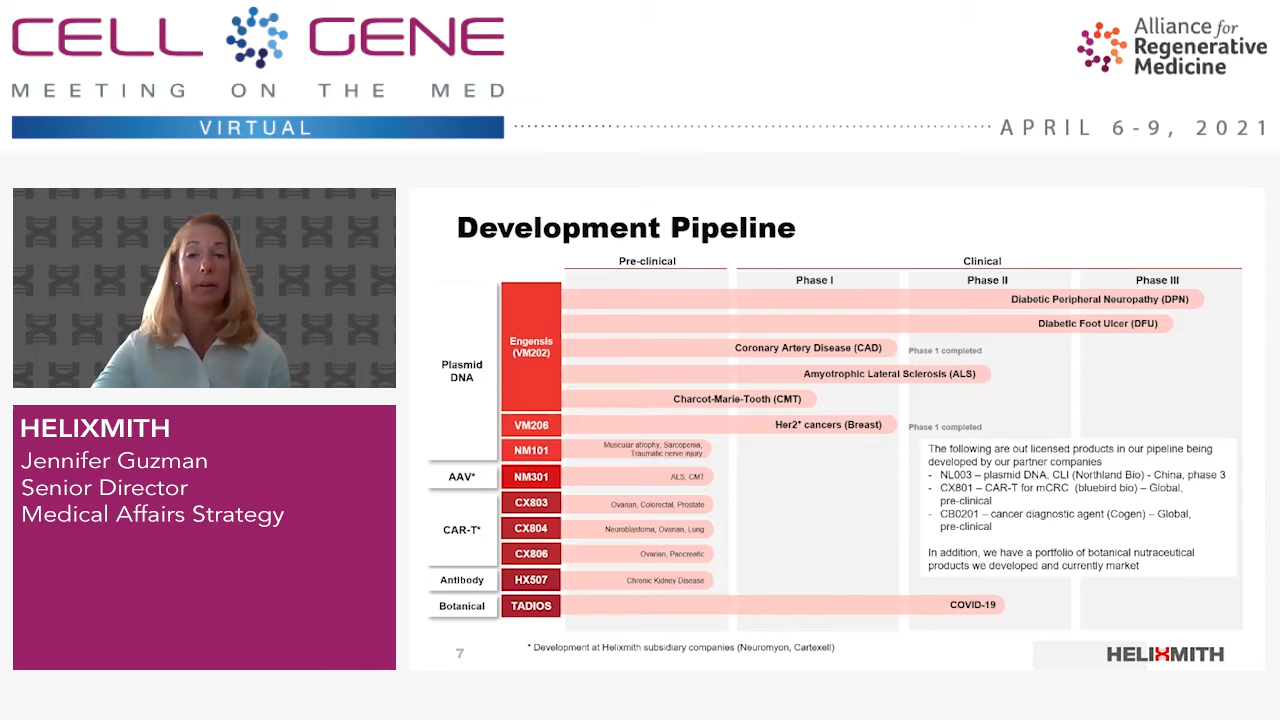 CELL GENE
MEETING ON THE MED
VIRTUAL
Alliance for
Regenerative
Medicine
APRIL 6-9, 2021
HELIXMITH
Jennifer Guzman
Senior Director
Medical Affairs Strategy
Development Pipeline
Pre-clinical
Clinical
Phase I
Phase II
Phase III
Plasmid
DNA
Engensis
(VM202)
Diabetic Peripheral Neuropathy (DPN)
Diabetic Foot Ulcer (DFU)
Coronary Artery Disease (CAD)
Phase 1 completed
Amyotrophic Lateral Sclerosis (ALS)
Charcot-Marie-Tooth (CMT)
VM206
Her2⁺ cancers (Breast)
Phase 1 completed
NM101
Muscular atrophy, Sarcopenia,
Traumatic nerve injury
AAV*
NM301
ALS, CMT
CAR-T*
CX803
Ovarian, Colorectal, Prostate
CX804
Neuroblastoma, Ovarian, Lung
CX806
Ovarian, Pancreatic
Antibody
HX507
Chronic Kidney Disease
Botanical
TADIOS
COVID-19
The following are out licensed products in our pipeline being
developed by our partner companies
- NL003 – plasmid DNA, CLI (Northland Bio) - China, phase 3
- CX801 – CAR-T for mCRC (bluebird bio) – Global,
pre-clinical
- CB0201 – cancer diagnostic agent (Cogen) – Global,
pre-clinical
In addition, we have a portfolio of botanical nutraceutical
products we developed and currently market
7
* Development at Helixmith subsidiary companies (Neuromyon, Cartexell)
HELIXMITH